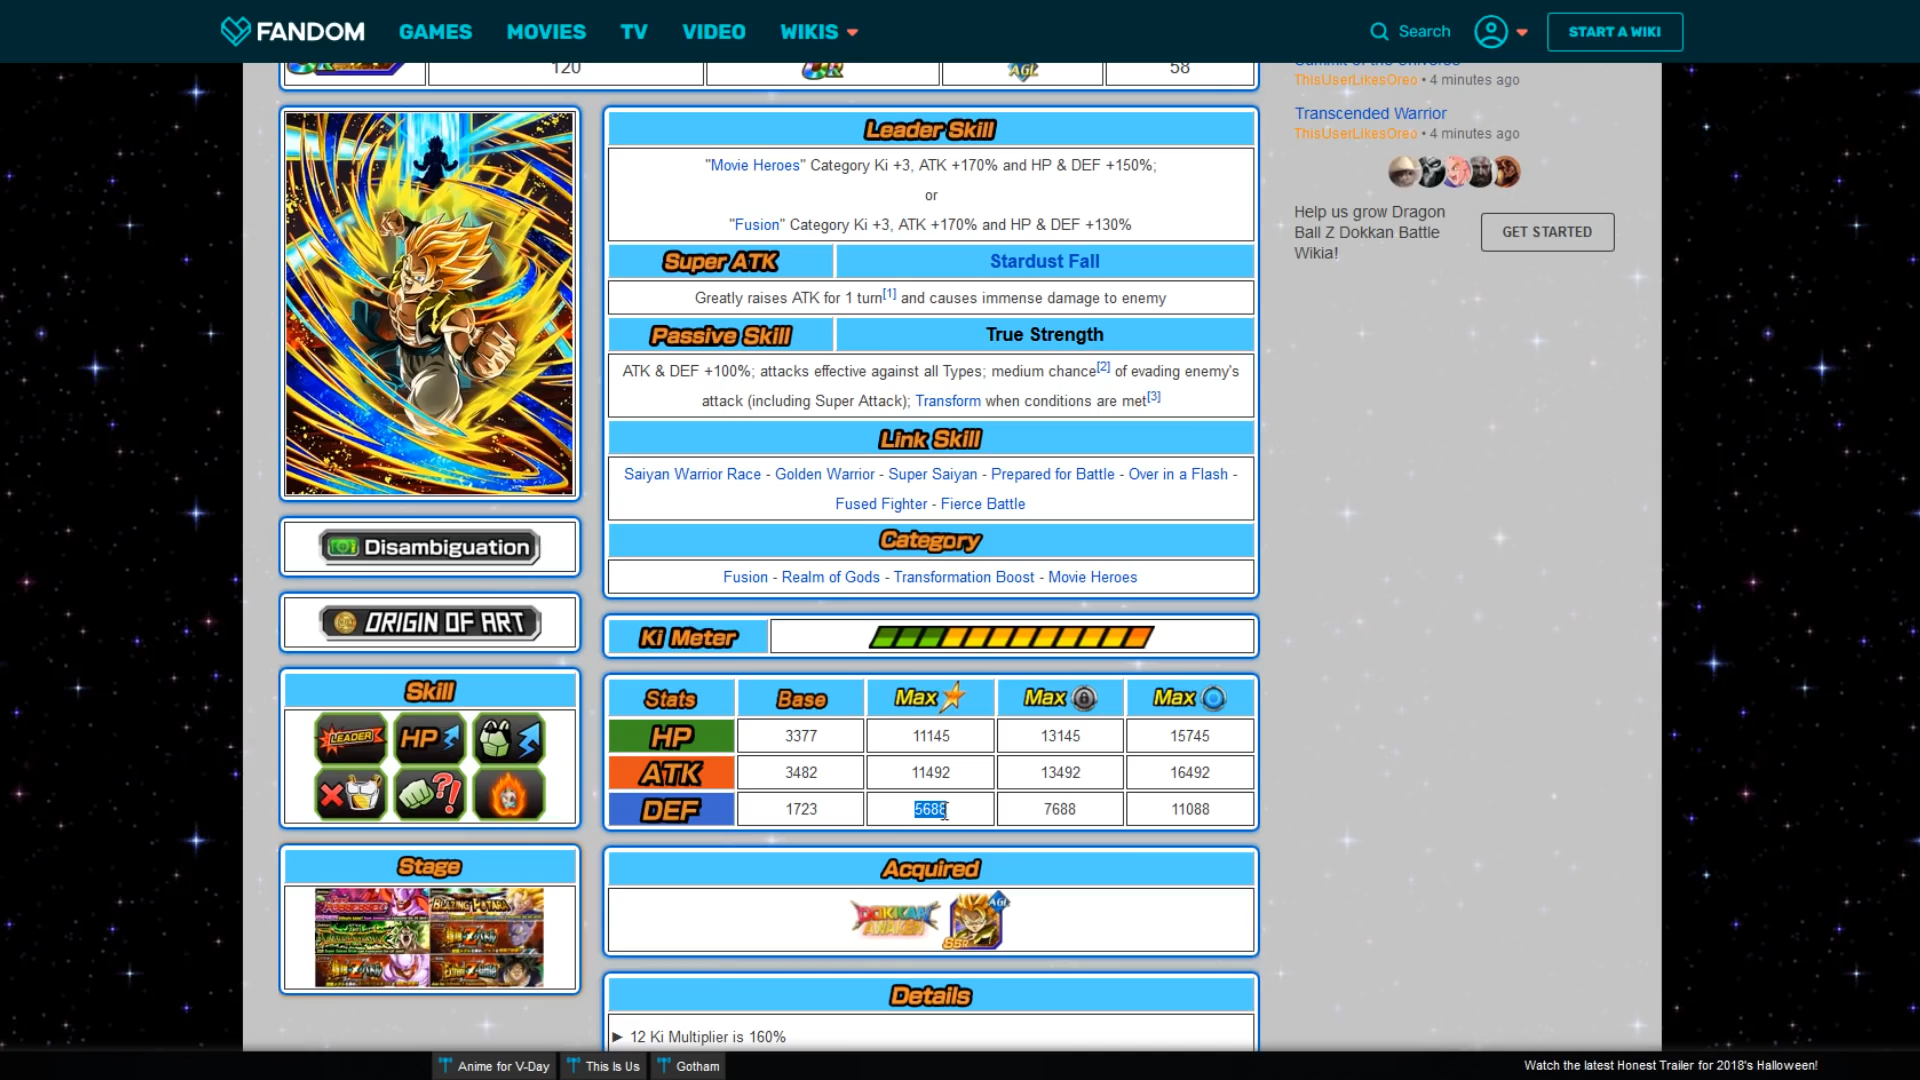 FANDOM GAMES MOVIES TV VIDEO WIKIS Search START A WIKI
120 AGL 58
ThisUserLikesOreo • 4 minutes ago
Transcended Warrior
ThisUserLikesOreo • 4 minutes ago
Help us grow Dragon
Ball Z Dokkan Battle
Wikia!
GET STARTED
Leader Skill
"Movie Heroes" Category Ki +3, ATK +170% and HP & DEF +150%;
or
"Fusion" Category Ki +3, ATK +170% and HP & DEF +130%
Super ATK Stardust Fall
Greatly raises ATK for 1 turn[1] and causes immense damage to enemy
Passive Skill True Strength
ATK & DEF +100%; attacks effective against all Types; medium chance[2] of evading enemy's
attack (including Super Attack); Transform when conditions are met[3]
Link Skill
Saiyan Warrior Race - Golden Warrior - Super Saiyan - Prepared for Battle - Over in a Flash -
Fused Fighter - Fierce Battle
Category
Fusion - Realm of Gods - Transformation Boost - Movie Heroes
Disambiguation
ORIGIN OF ART
Ki Meter
Skill
LEADER HP
Stats Base Max Max Max
HP 3377 11145 13145 15745
ATK 3482 11492 13492 16492
DEF 1723 5688 7688 11088
Stage
Acquired
DOKKAN
AWAKEN
AGL
SSR
Details
► 12 Ki Multiplier is 160%
Anime for V-Day This Is Us Gotham Watch the latest Honest Trailer for 2018's Halloween!